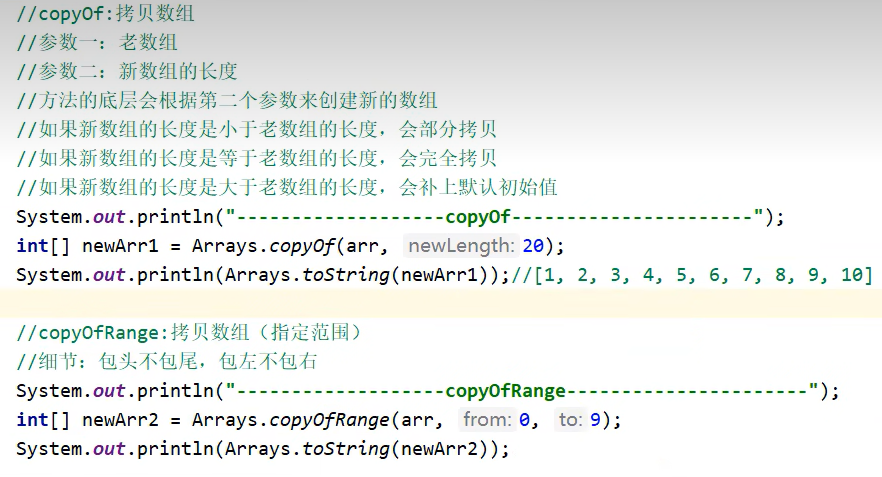 //copyOf:拷贝数组
//参数一：老数组
//参数二：新数组的长度
//方法的底层会根据第二个参数来创建新的数组
//如果新数组的长度是小于老数组的长度，会部分拷贝
//如果新数组的长度是等于老数组的长度，会完全拷贝
//如果新数组的长度是大于老数组的长度，会补上默认初始值
System.out.println("-------------------copyOf----------------------");
int[] newArr1 = Arrays.copyOf(arr, newLength: 20);
System.out.println(Arrays.toString(newArr1));//[1, 2, 3, 4, 5, 6, 7, 8, 9, 10]
//copyOfRange:拷贝数组（指定范围）
//细节：包头不包尾，包左不包右
System.out.println("-------------------copyOfRange----------------------");
int[] newArr2 = Arrays.copyOfRange(arr, from: 0, to: 9);
System.out.println(Arrays.toString(newArr2));